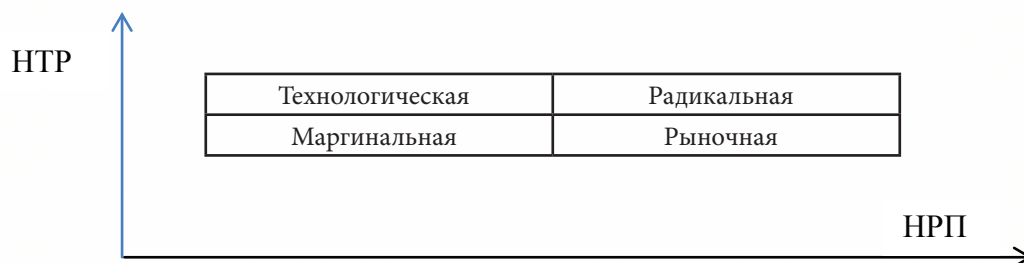 НТР
Технологическая Радикальная
Маргинальная Рыночная
НРП